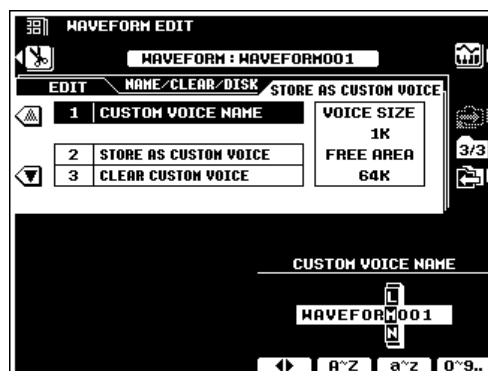 WAVEFORM EDIT
WAVEFORM : WAVEFORM001
EDIT NAME/CLEAR/DISK STORE AS CUSTOM VOICE
1 CUSTOM VOICE NAME
2 STORE AS CUSTOM VOICE
3 CLEAR CUSTOM VOICE
VOICE SIZE
1K
FREE AREA
64K
3/3
CUSTOM VOICE NAME
L
WAVEFORM001
N
A~Z a~z 0~9..